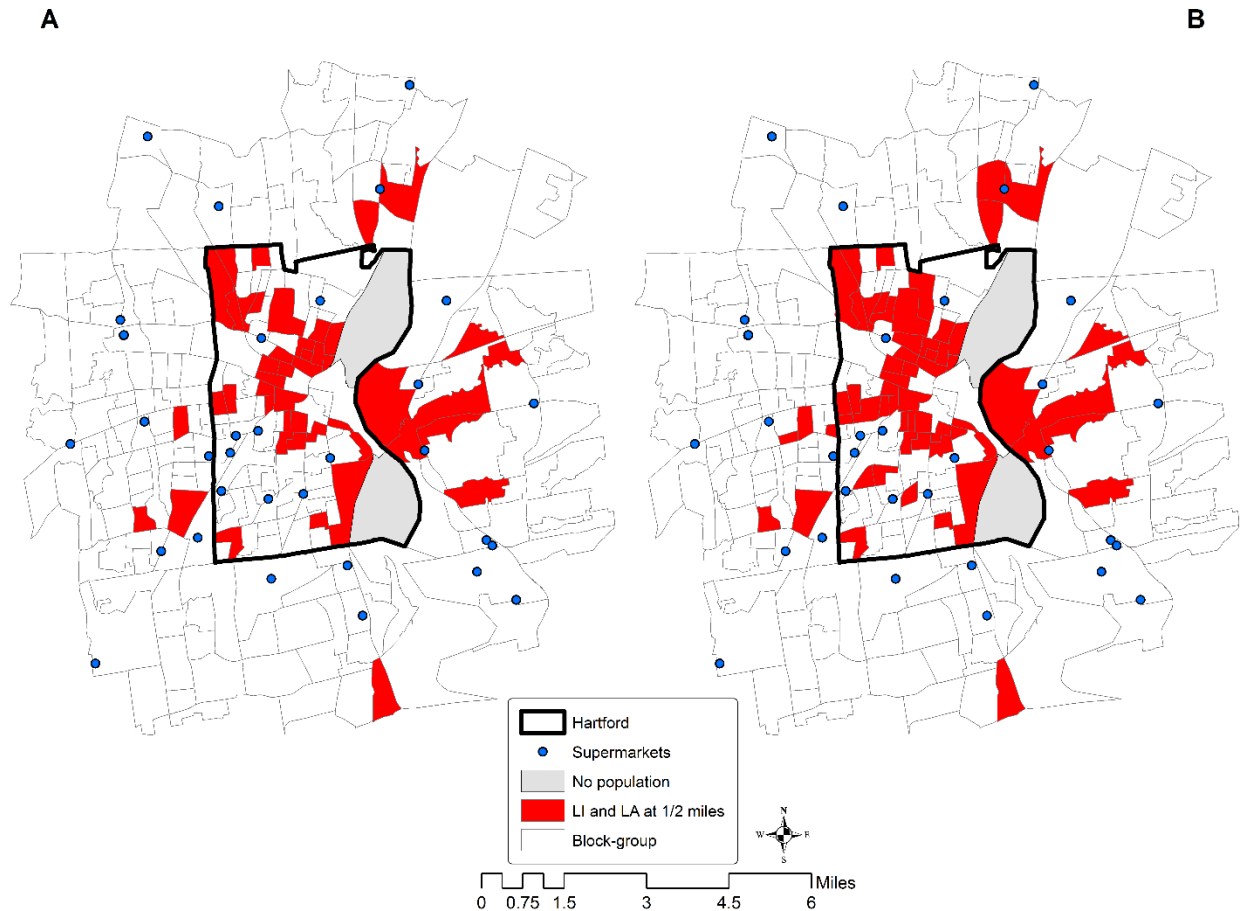 A
B
Hartford
Supermarkets
No population
LI and LA at 1/2 miles
Block-group
N
W
E
S
Miles
0 0.75 1.5 3 4.5 6